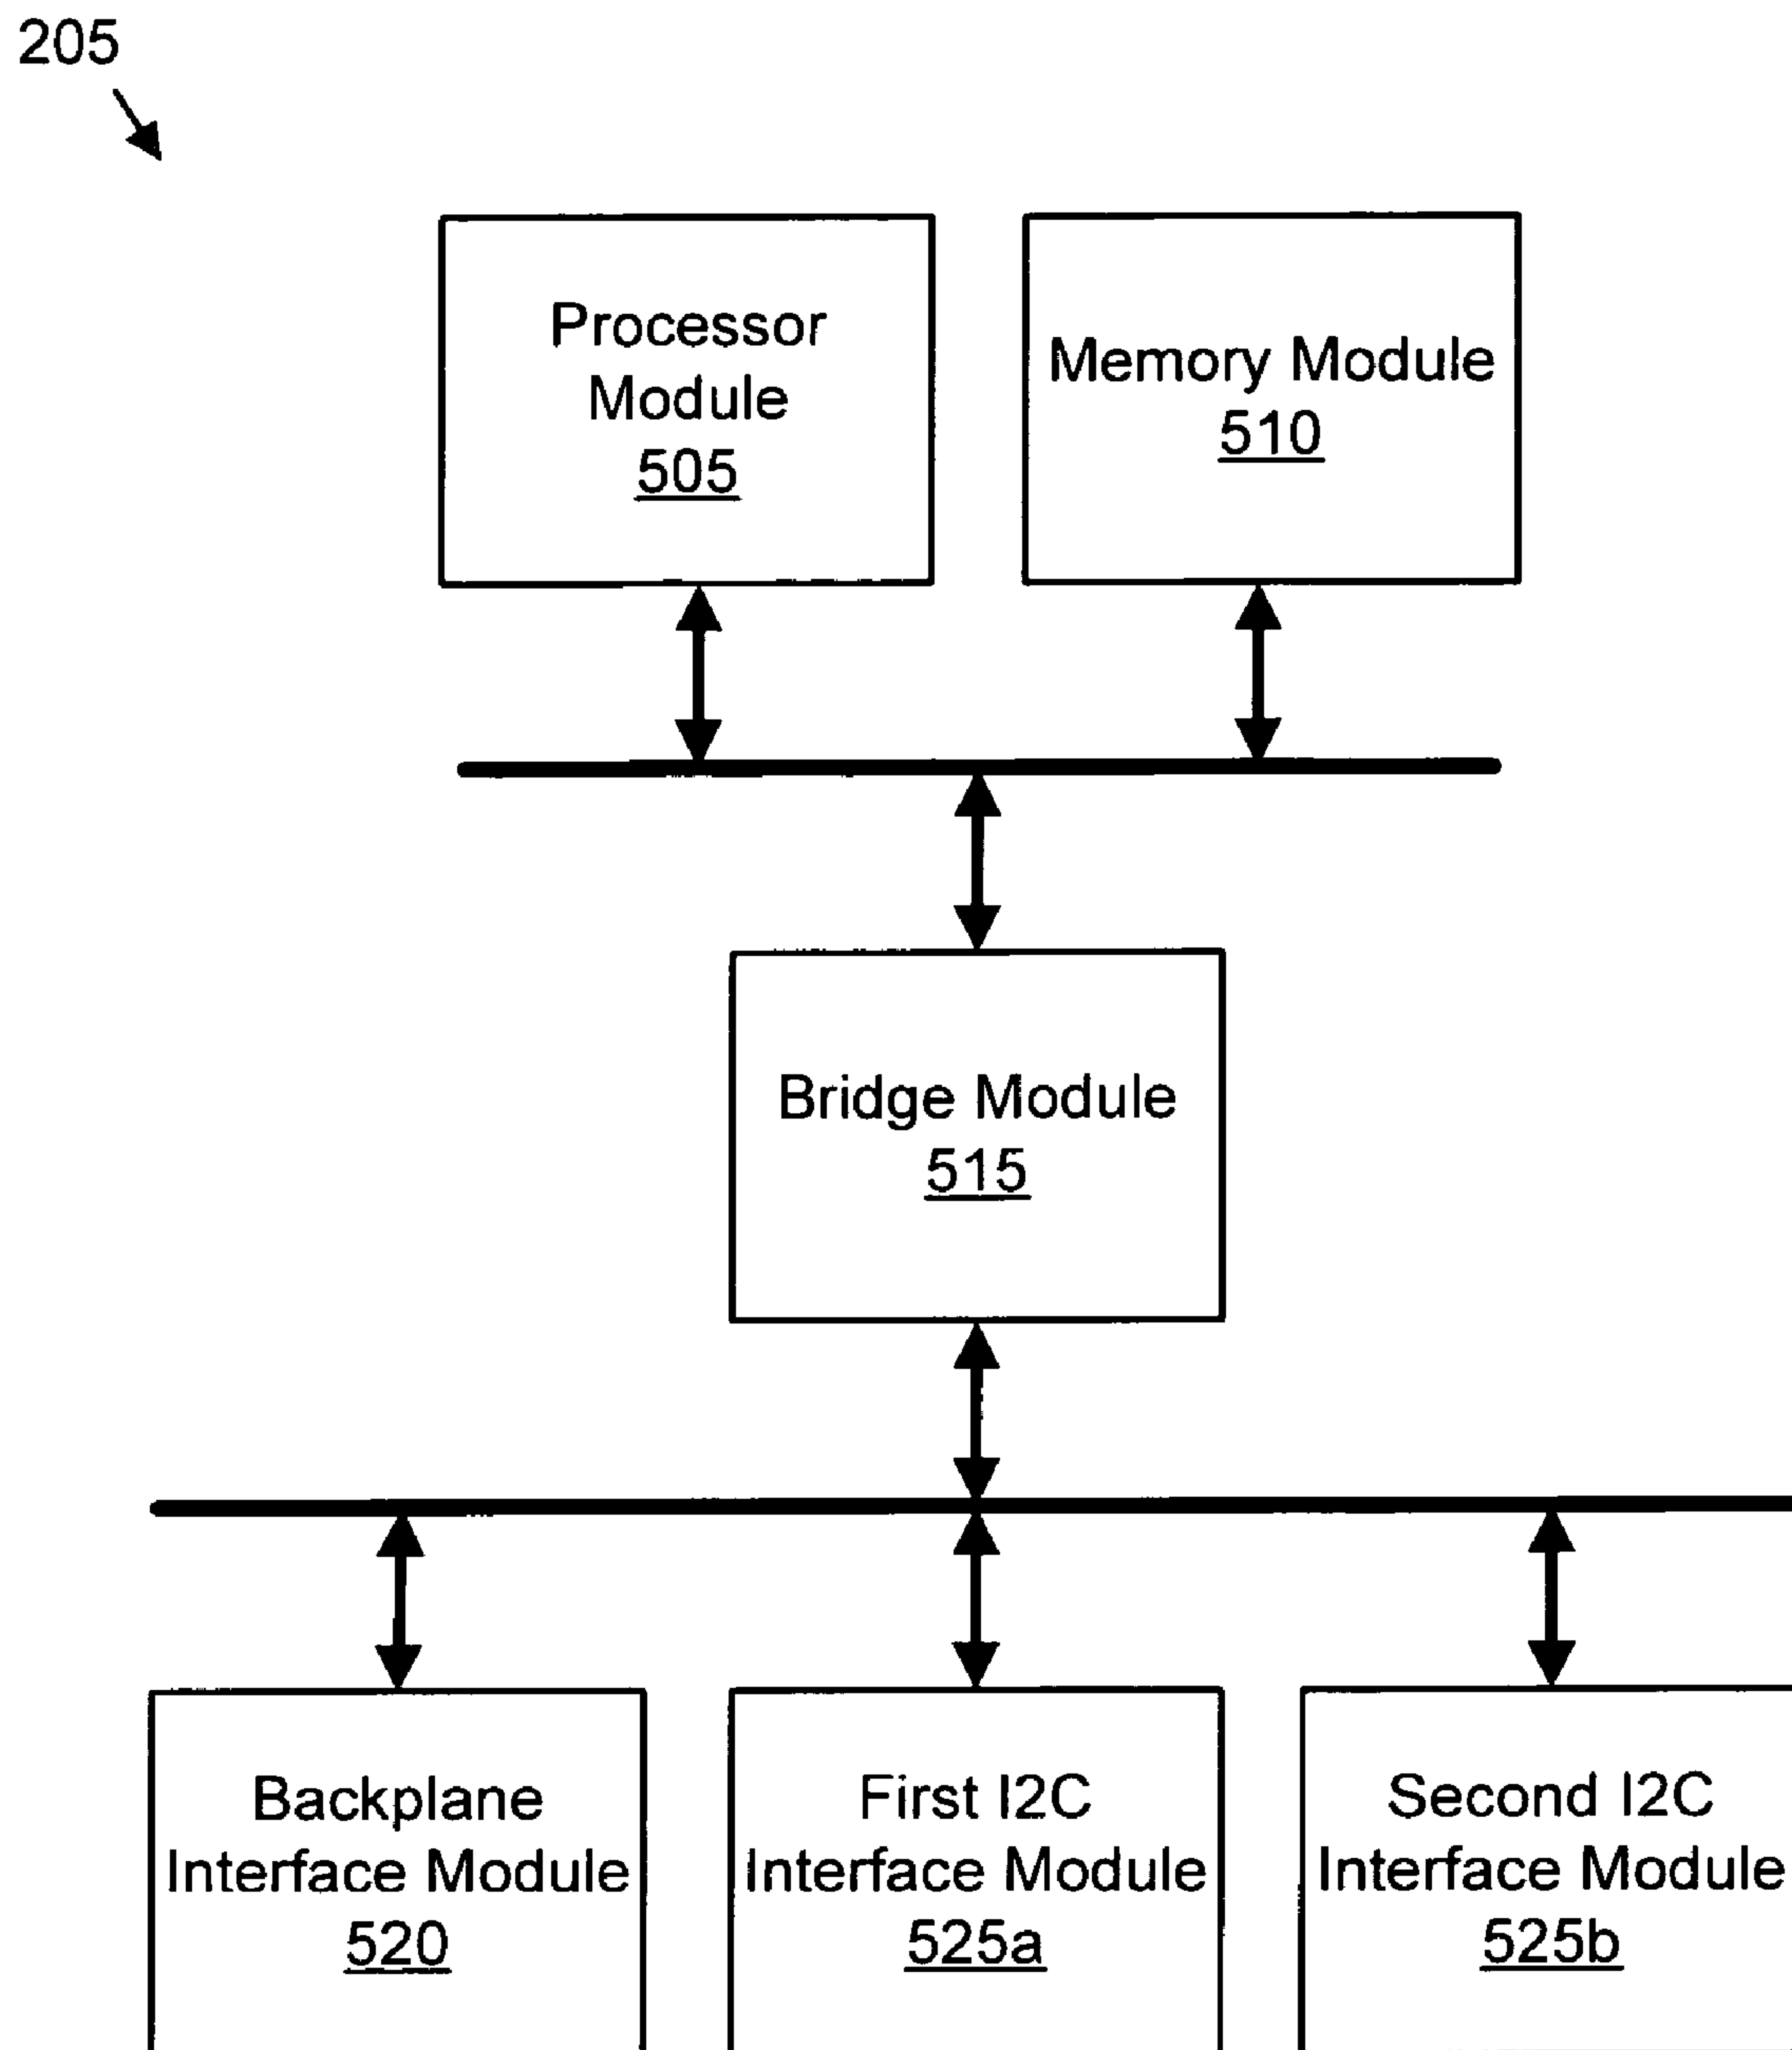 205
Processor
Module
505
Memory Module
510
Bridge Module
515
Backplane
Interface Module
520
First I2C
Interface Module
525a
Second I2C
Interface Module
525b